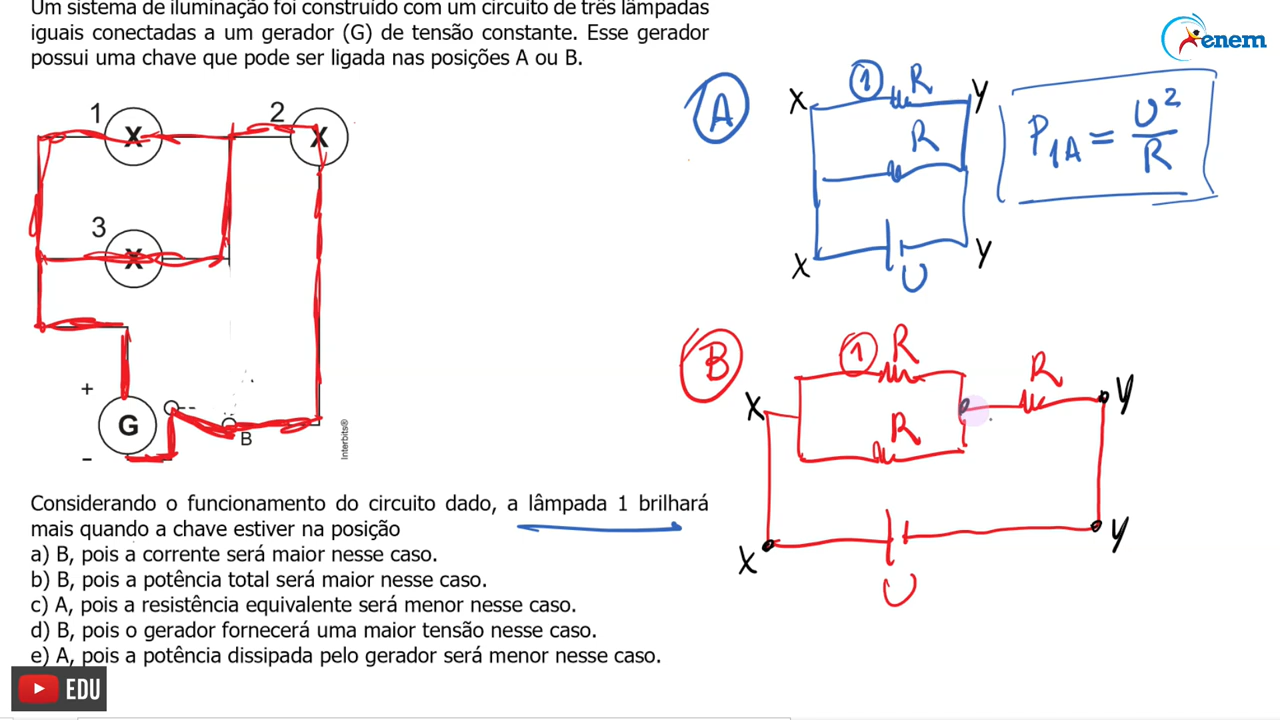 Um sistema de iluminação foi construído com um circuito de três lâmpadas
iguais conectadas a um gerador (G) de tensão constante. Esse gerador
possui uma chave que pode ser ligada nas posições A ou B.
enem
1
2
X
X
3
X
+
G
-
B
Interbits®
A
X
1
R
Y
R
X
U
Y
P1A = U²/R
B
1
R
R
X
R
Y
X
U
Y
Considerando o funcionamento do circuito dado, a lâmpada 1 brilhará
mais quando a chave estiver na posição
a) B, pois a corrente será maior nesse caso.
b) B, pois a potência total será maior nesse caso.
c) A, pois a resistência equivalente será menor nesse caso.
d) B, pois o gerador fornecerá uma maior tensão nesse caso.
e) A, pois a potência dissipada pelo gerador será menor nesse caso.
EDU